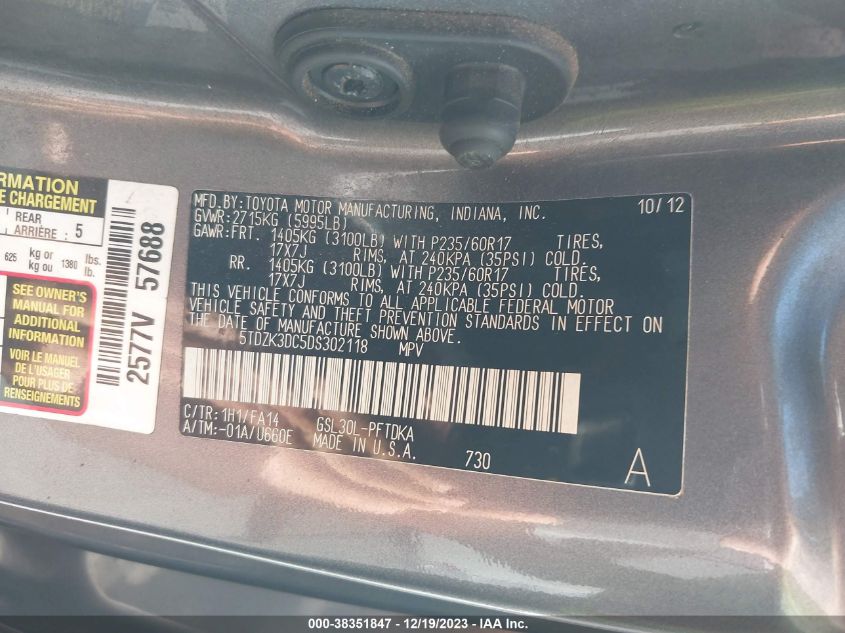 RMATION
E CHARGEMENT
REAR
ARRIÈRE : 5
625 kg or
kg ou 1380 lbs.
lb.
SEE OWNER'S
MANUAL FOR
ADDITIONAL
INFORMATION
VOIR LE MANUEL
DE L'USAGER
POUR PLUS DE
RENSEIGNEMENTS
2577V 57688
MFD. BY: TOYOTA MOTOR MANUFACTURING, INDIANA, INC. 10/12
GVWR: 2715KG (5995LB)
GAWR: FRT. 1405KG (3100LB) WITH P235/60R17 TIRES,
17X7J RIMS, AT 240KPA (35PSI) COLD.
RR. 1405KG (3100LB) WITH P235/60R17 TIRES,
17X7J RIMS, AT 240KPA (35PSI) COLD.
THIS VEHICLE CONFORMS TO ALL APPLICABLE FEDERAL MOTOR
VEHICLE SAFETY AND THEFT PREVENTION STANDARDS IN EFFECT ON
THE DATE OF MANUFACTURE SHOWN ABOVE.
5TDZK3DC5DS302118 MPV
C/TR: 1H1/FA14 GSL30L-PFTDKA
A/TM: -01A/U660E MADE IN U.S.A. 730 A
000-38351847 - 12/19/2023 - IAAI.com